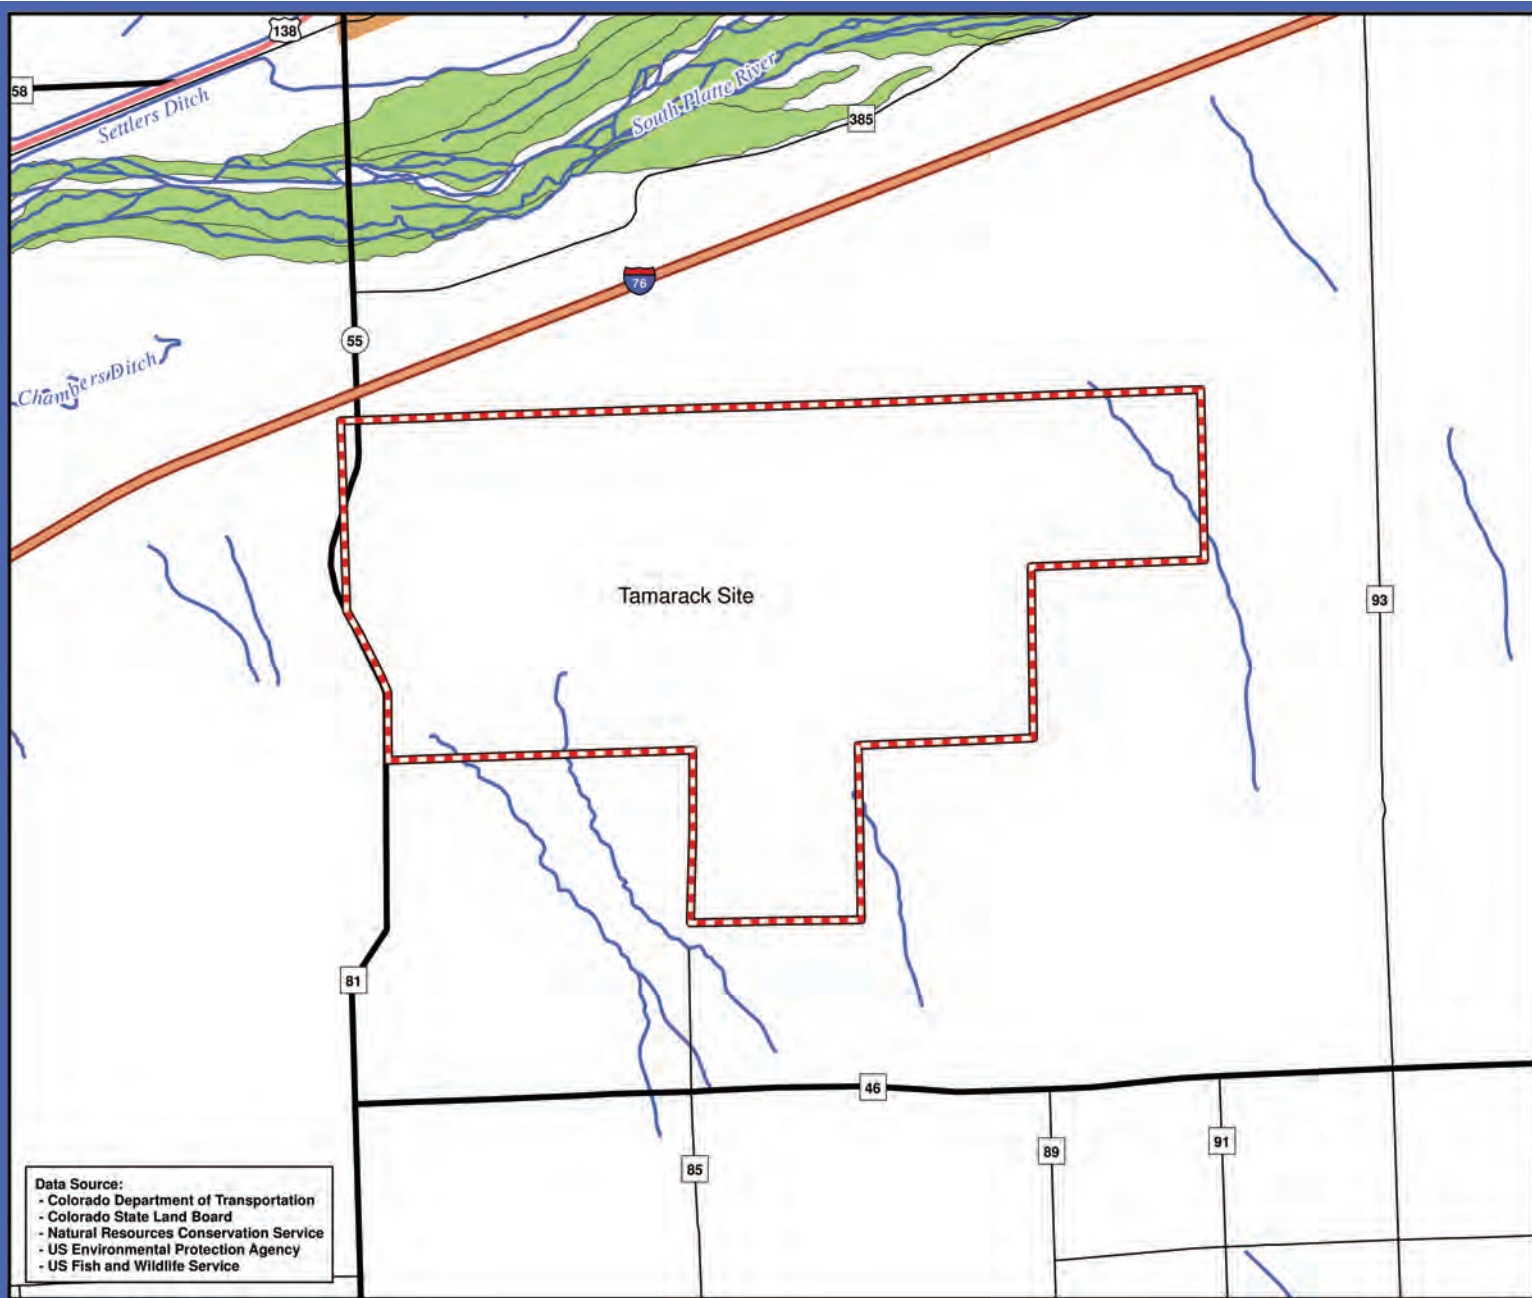 138
58
Settlers Ditch
South Platte River
385
76
55
Chambers Ditch
Tamarack Site
93
81
46
85
89
91
Data Source:
- Colorado Department of Transportation
- Colorado State Land Board
- Natural Resources Conservation Service
- US Environmental Protection Agency
- US Fish and Wildlife Service